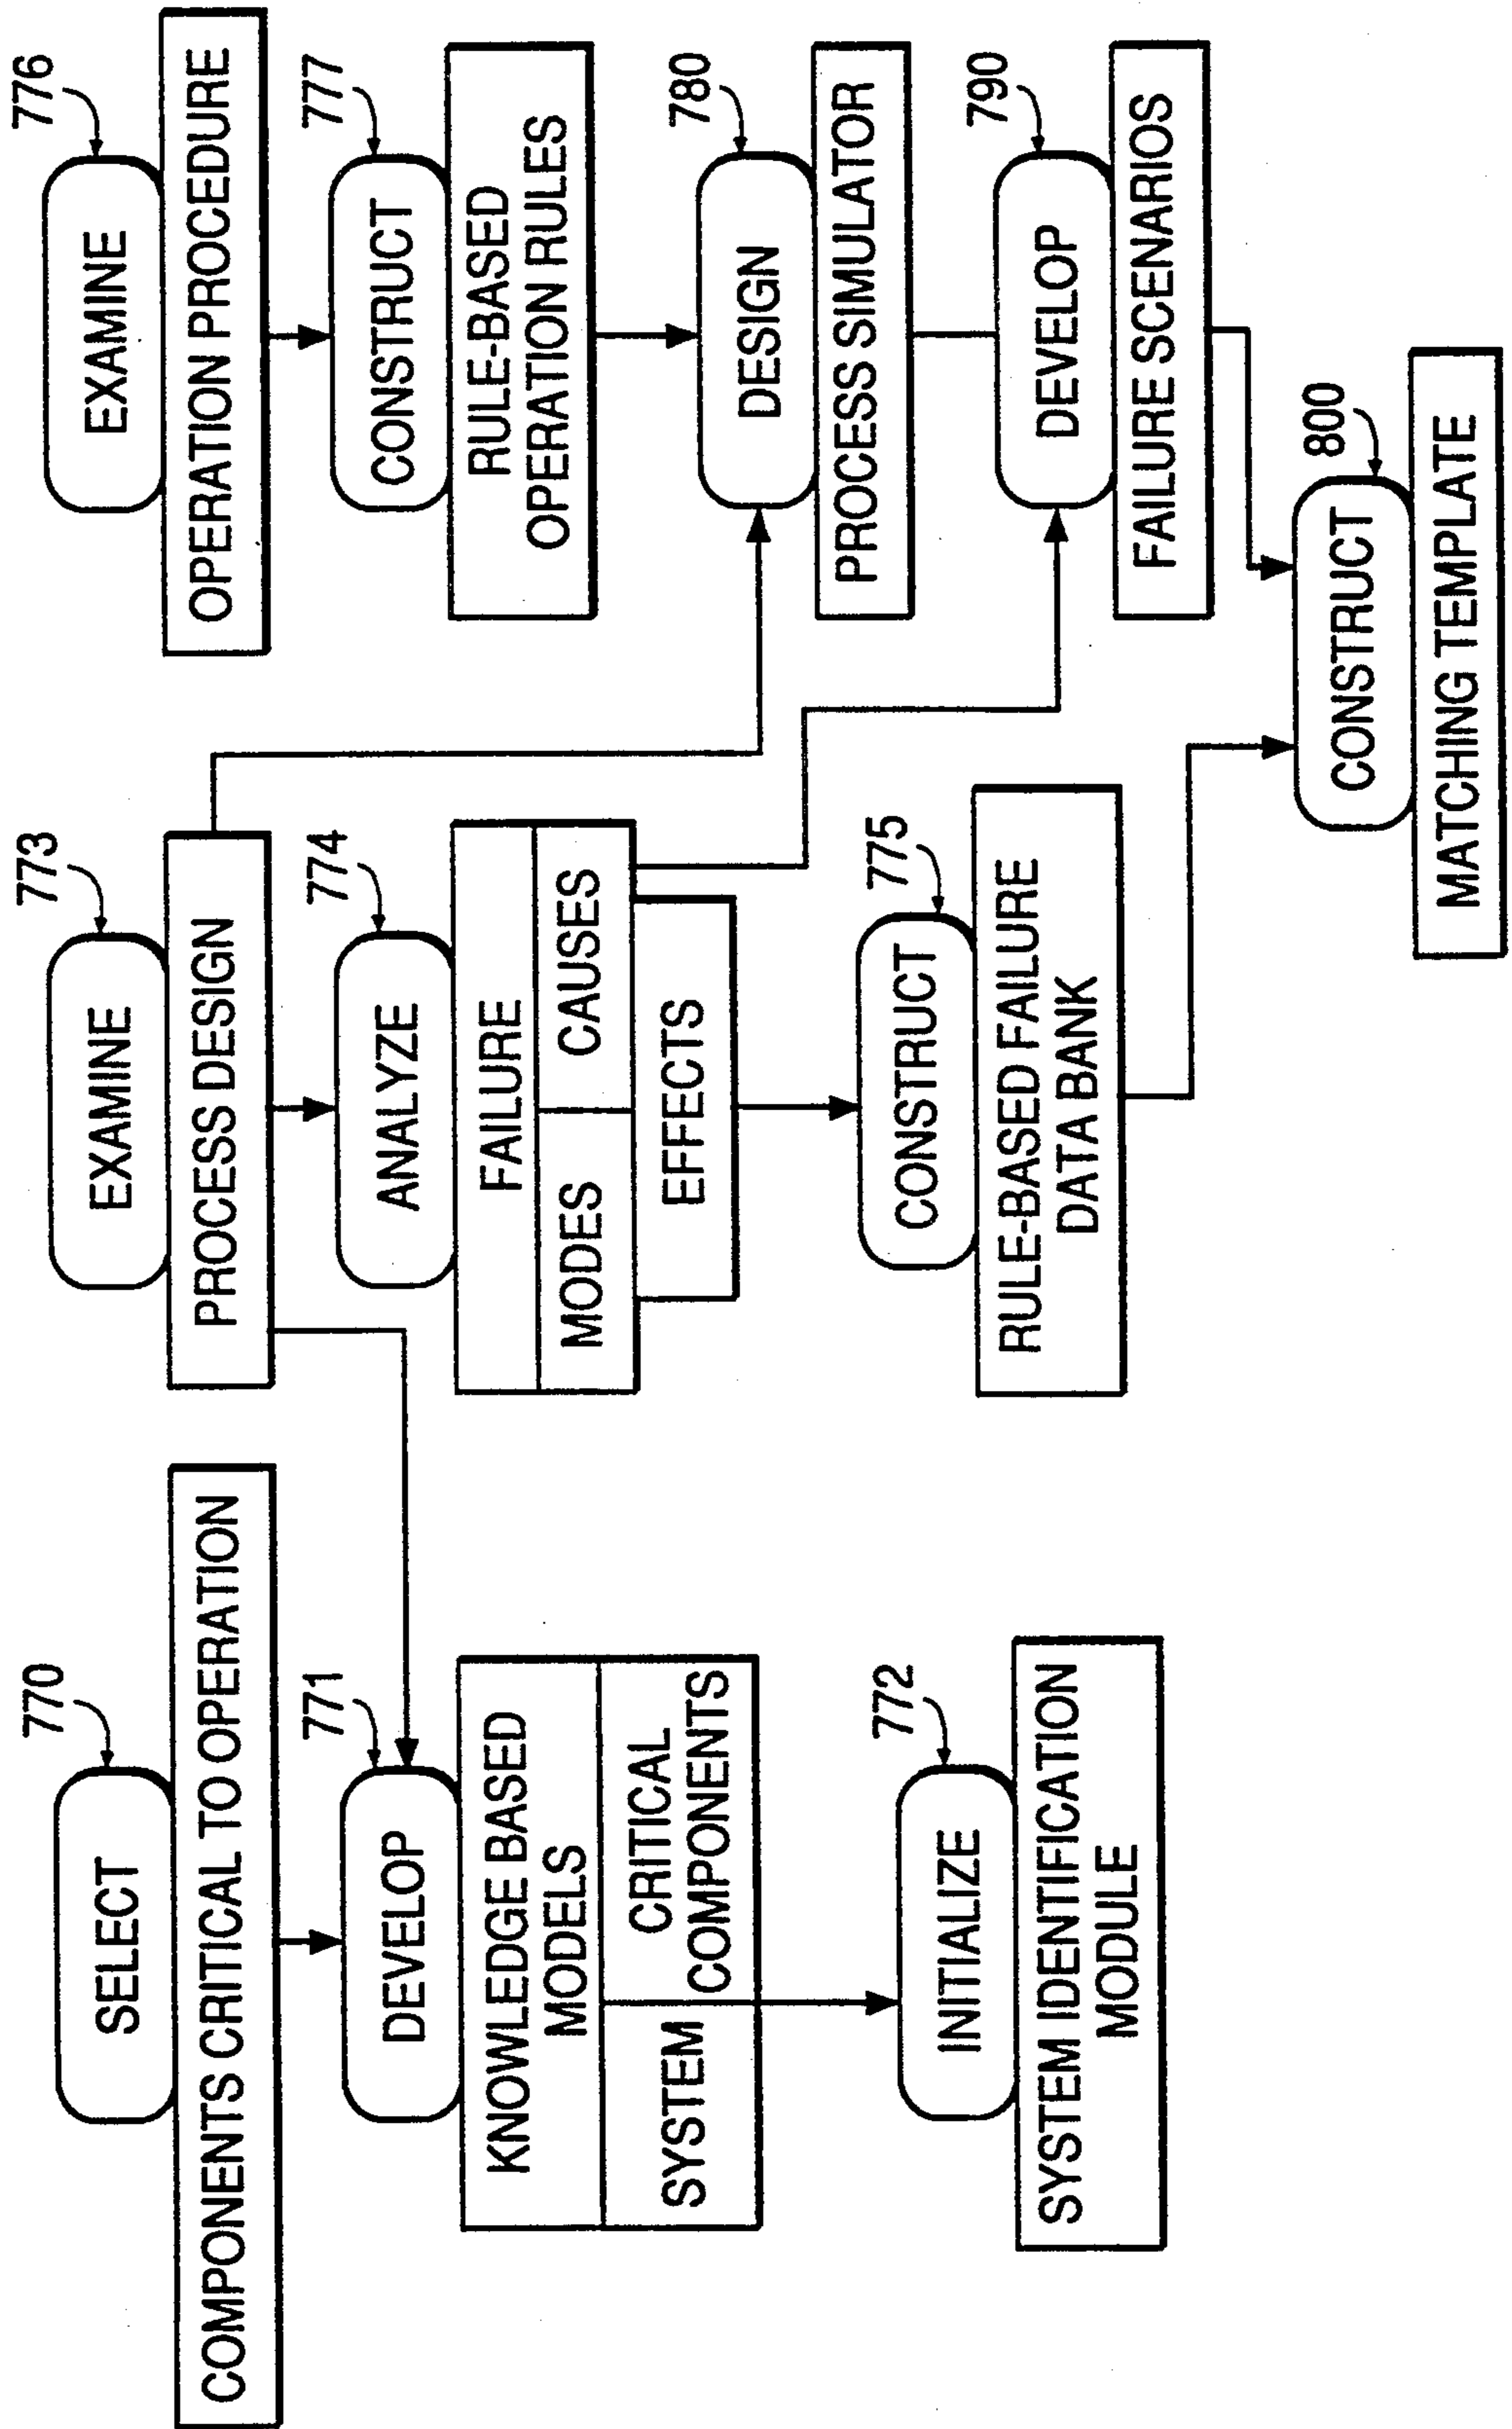 770
SELECT
COMPONENTS CRITICAL TO OPERATION
771
DEVELOP
KNOWLEDGE BASED
MODELS
SYSTEM
CRITICAL
COMPONENTS
772
INITIALIZE
SYSTEM IDENTIFICATION
MODULE
773
EXAMINE
PROCESS DESIGN
774
ANALYZE
FAILURE
MODES
CAUSES
EFFECTS
775
CONSTRUCT
RULE-BASED FAILURE
DATA BANK
776
EXAMINE
OPERATION PROCEDURE
777
CONSTRUCT
RULE-BASED
OPERATION RULES
780
DESIGN
PROCESS SIMULATOR
790
DEVELOP
FAILURE SCENARIOS
800
CONSTRUCT
MATCHING TEMPLATE